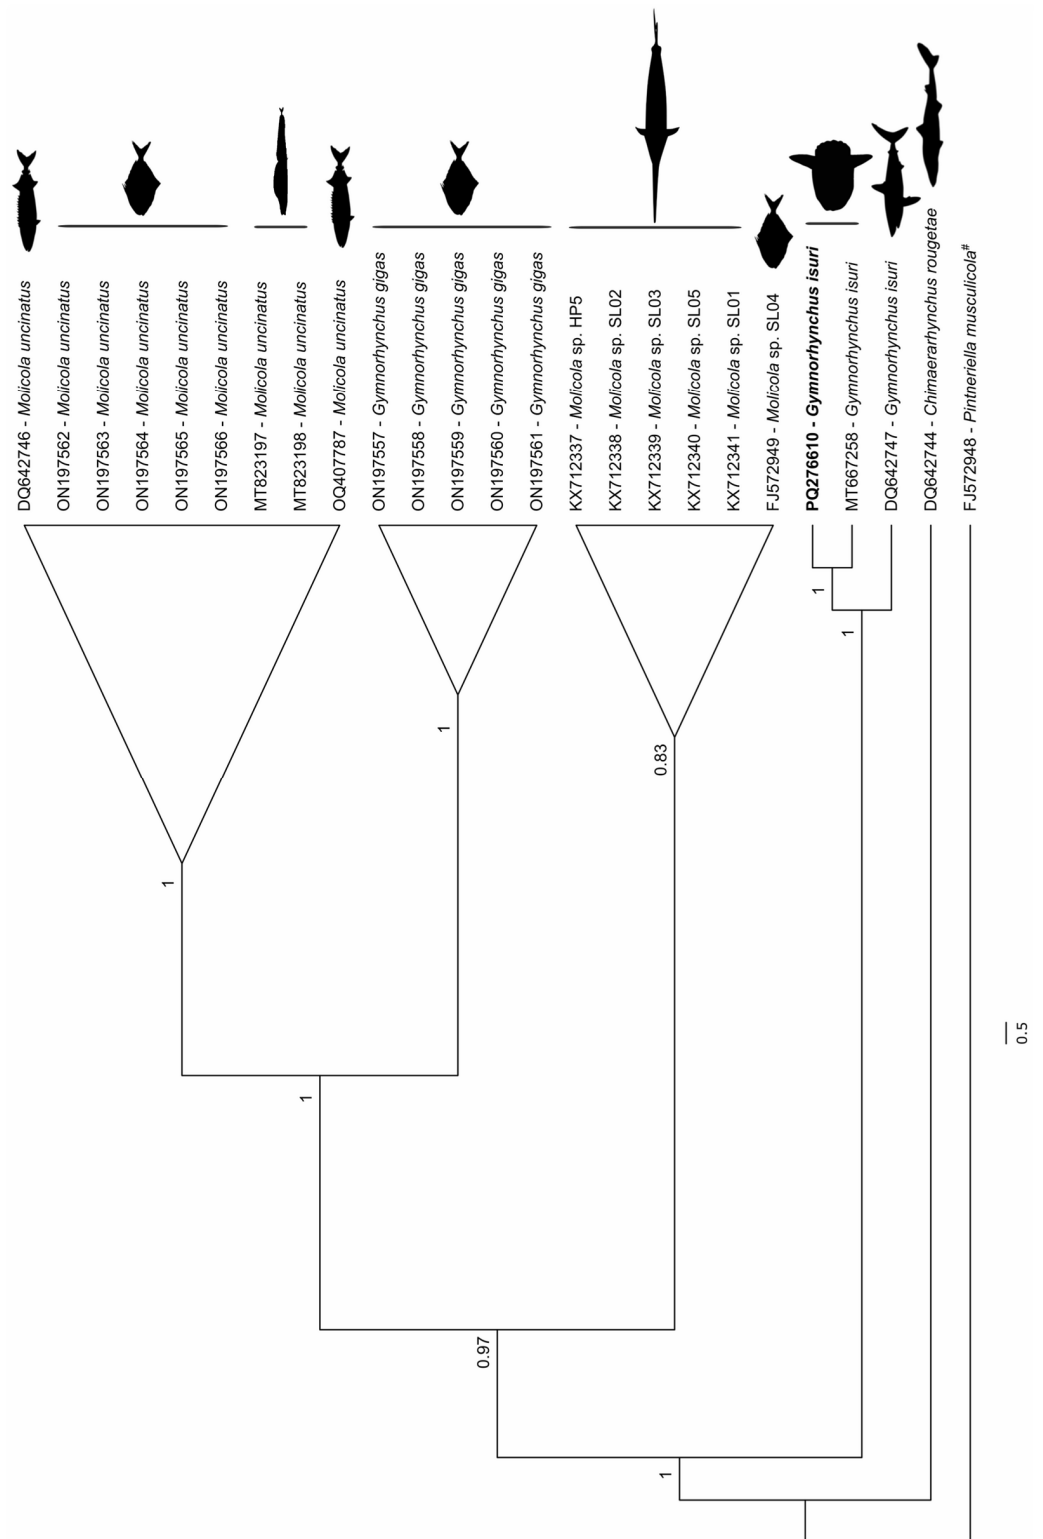 DQ642746 - Molicola uncinatus
ON197562 - Molicola uncinatus
ON197563 - Molicola uncinatus
ON197564 - Molicola uncinatus
ON197565 - Molicola uncinatus
ON197566 - Molicola uncinatus
MT823197 - Molicola uncinatus
MT823198 - Molicola uncinatus
OQ407787 - Molicola uncinatus
ON197557 - Gymnorhynchus gigas
ON197558 - Gymnorhynchus gigas
ON197559 - Gymnorhynchus gigas
ON197560 - Gymnorhynchus gigas
ON197561 - Gymnorhynchus gigas
KX712337 - Molicola sp. HP5
KX712338 - Molicola sp. SL02
KX712339 - Molicola sp. SL03
KX712340 - Molicola sp. SL05
KX712341 - Molicola sp. SL01
FJ572949 - Molicola sp. SL04
PQ276610 - Gymnorhynchus isuri
MT667258 - Gymnorhynchus isuri
DQ642747 - Gymnorhynchus isuri
DQ642744 - Chimaerarhynchus rougetae
FJ572948 - Pintneriella musculicola#
1
1
1
0.83
0.97
1
1
1
0.5